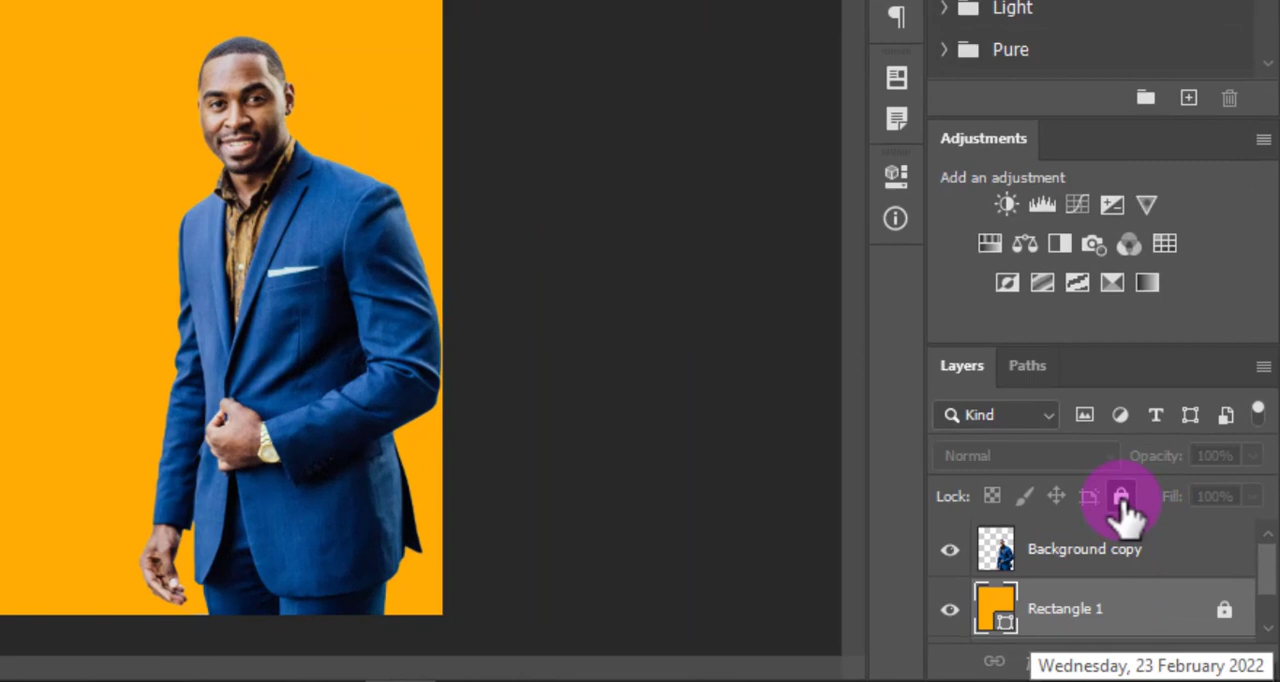 Light
Pure
Adjustments
Add an adjustment
Layers Paths
Kind
Normal Opacity: 100%
Lock: Fill: 100%
Background copy
Rectangle 1
Wednesday, 23 February 2022